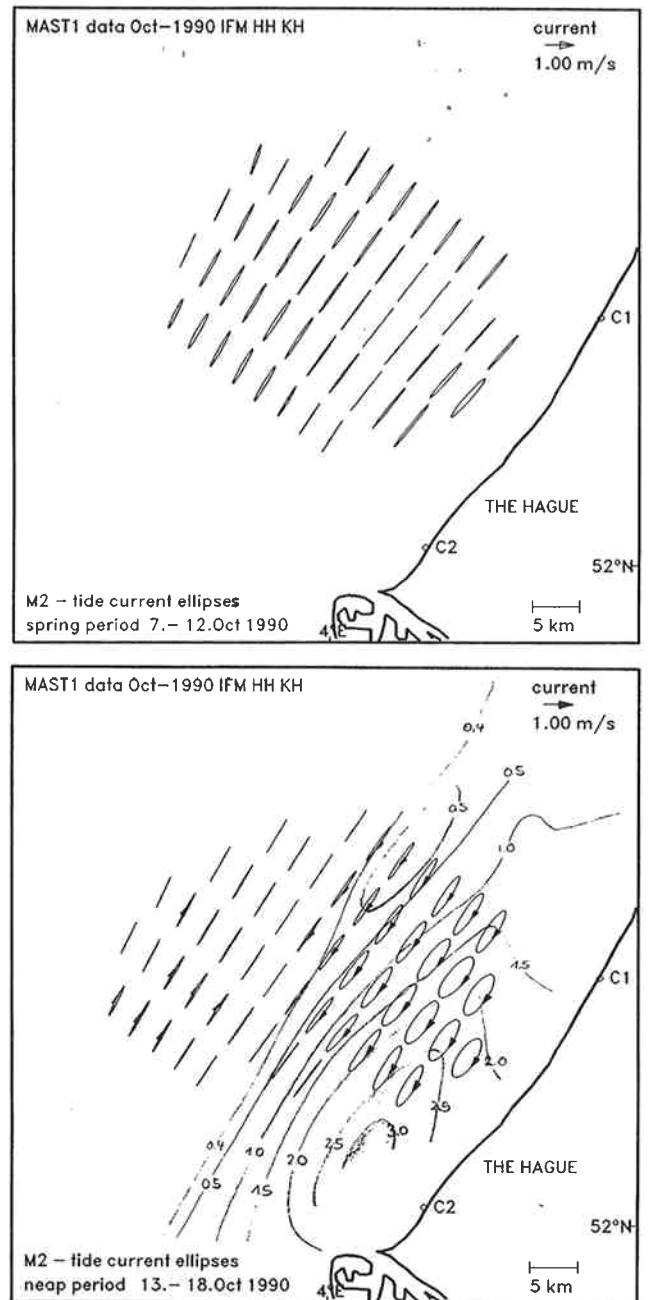 MAST1 data Oct-1990 IFM HH KH
current
1.00 m/s
C1
THE HAGUE
C2
52°N
M2 - tide current ellipses
spring period 7.- 12.Oct 1990
4°E
5 km
MAST1 data Oct-1990 IFM HH KH
current
1.00 m/s
0.4
0.5
0.5
1.0
1.5
C1
2.0
2.5
3.0
2.5
2.0
1.0
0.4
0.5
1.5
THE HAGUE
C2
52°N
M2 - tide current ellipses
neap period 13.- 18.Oct 1990
4°E
5 km